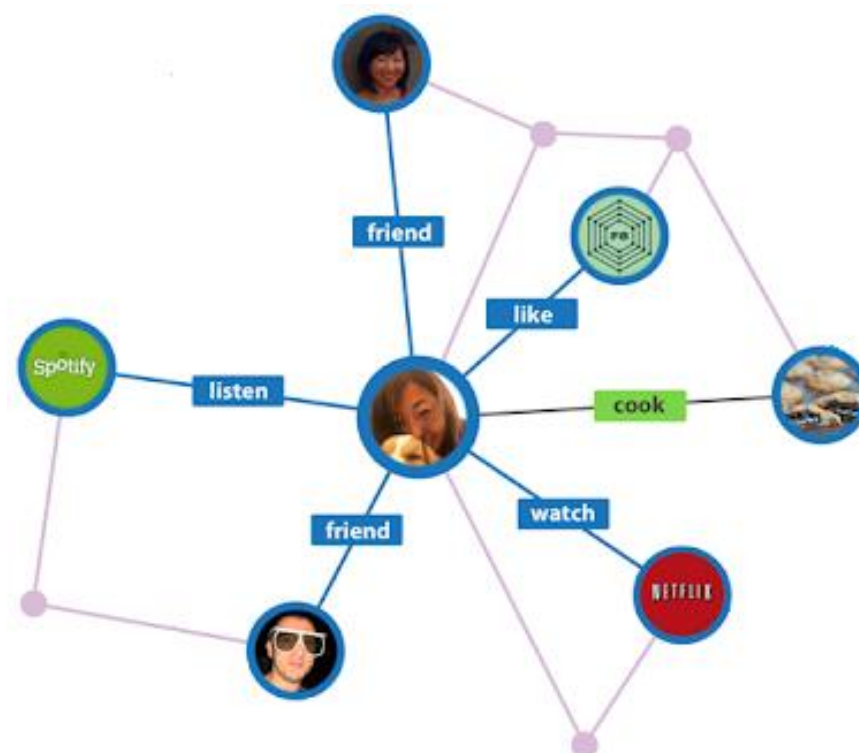 friend
like
Spotify
listen
cook
friend
watch
NETFLIX